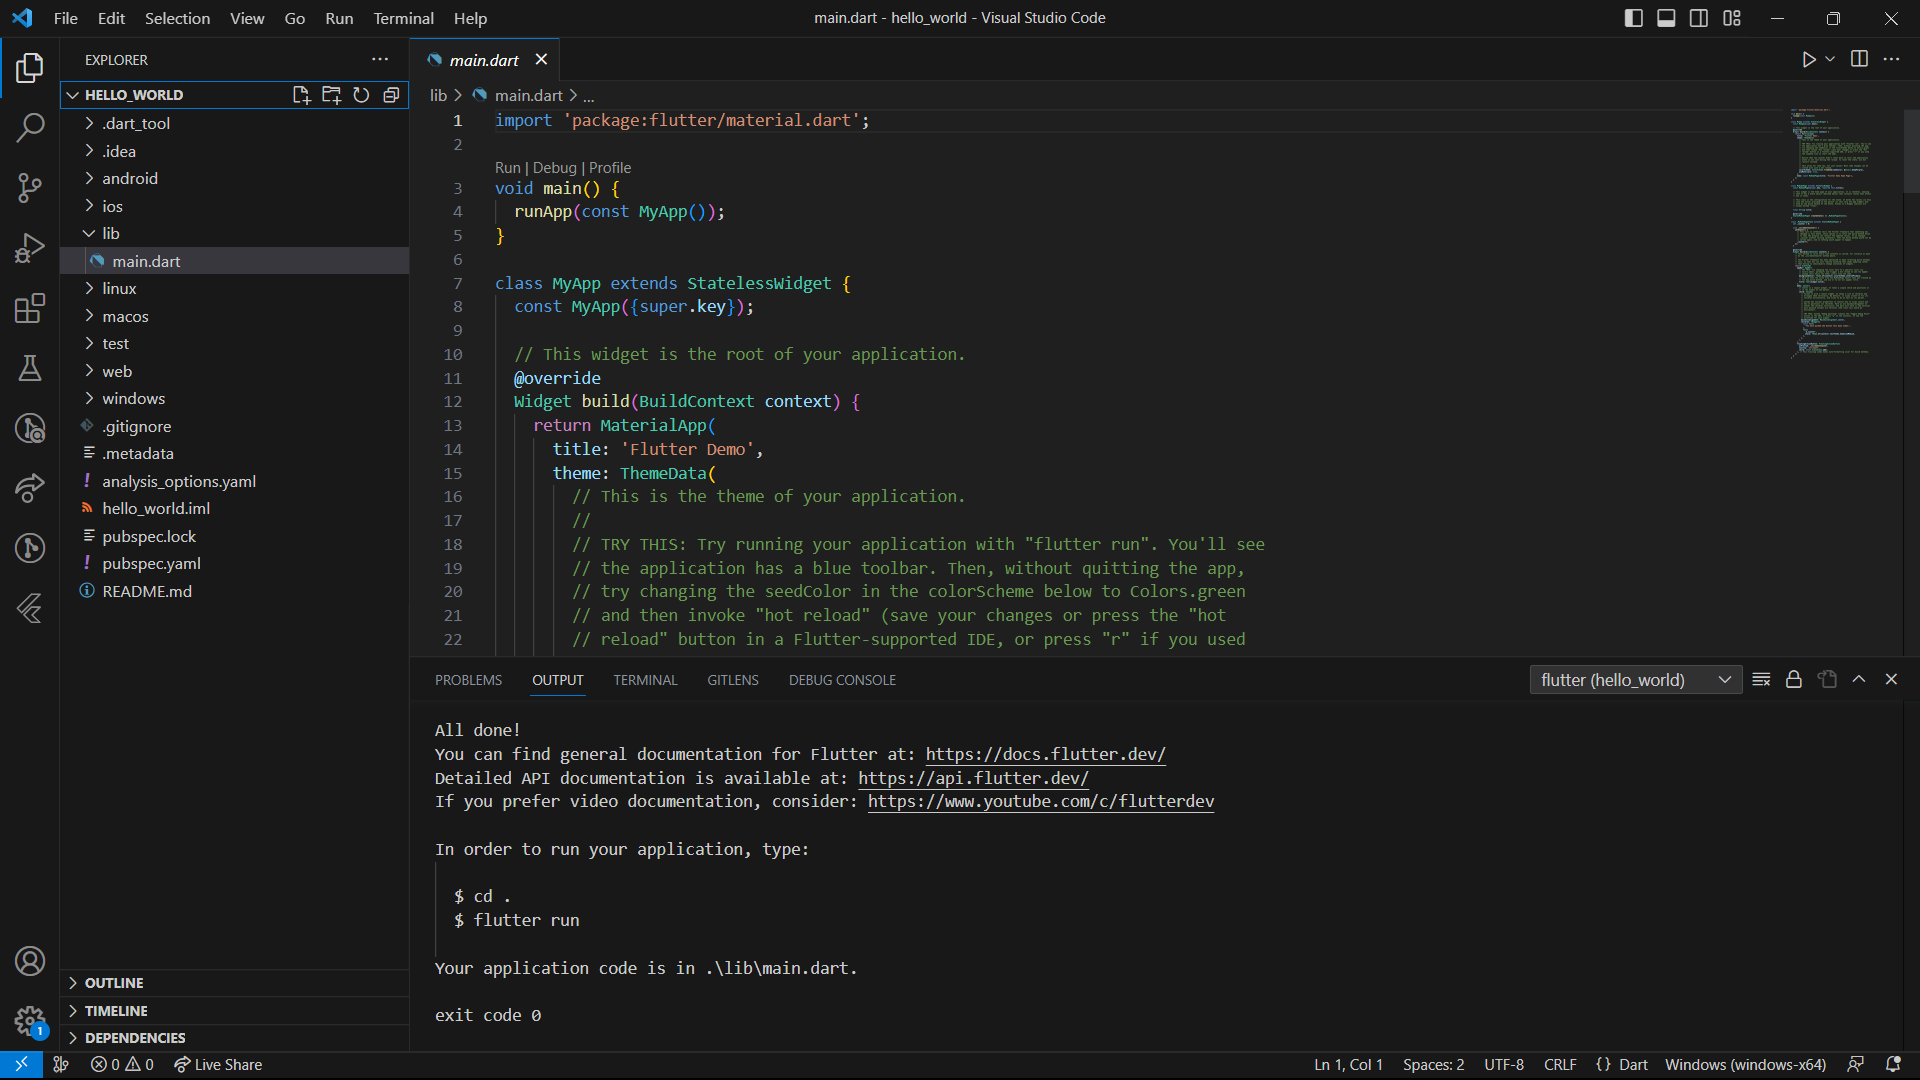 File Edit Selection View Go Run Terminal Help
main.dart - hello_world - Visual Studio Code
EXPLORER
HELLO_WORLD
.dart_tool
.idea
android
ios
lib
main.dart
linux
macos
test
web
windows
.gitignore
.metadata
analysis_options.yaml
hello_world.iml
pubspec.lock
pubspec.yaml
README.md
OUTLINE
TIMELINE
DEPENDENCIES
1
main.dart
lib > main.dart > ...
1 import 'package:flutter/material.dart';
2
Run | Debug | Profile
3 void main() {
4 runApp(const MyApp());
5 }
6
7 class MyApp extends StatelessWidget {
8 const MyApp({super.key});
9
10 // This widget is the root of your application.
11 @override
12 Widget build(BuildContext context) {
13 return MaterialApp(
14 title: 'Flutter Demo',
15 theme: ThemeData(
16 // This is the theme of your application.
17 //
18 // TRY THIS: Try running your application with "flutter run". You'll see
19 // the application has a blue toolbar. Then, without quitting the app,
20 // try changing the seedColor in the colorScheme below to Colors.green
21 // and then invoke "hot reload" (save your changes or press the "hot
22 // reload" button in a Flutter-supported IDE, or press "r" if you used
PROBLEMS OUTPUT TERMINAL GITLENS DEBUG CONSOLE
flutter (hello_world)
All done!
You can find general documentation for Flutter at: https://docs.flutter.dev/
Detailed API documentation is available at: https://api.flutter.dev/
If you prefer video documentation, consider: https://www.youtube.com/c/flutterdev
In order to run your application, type:
$ cd .
$ flutter run
Your application code is in .\lib\main.dart.
exit code 0
0 0 Live Share
Ln 1, Col 1 Spaces: 2 UTF-8 CRLF {} Dart Windows (windows-x64)